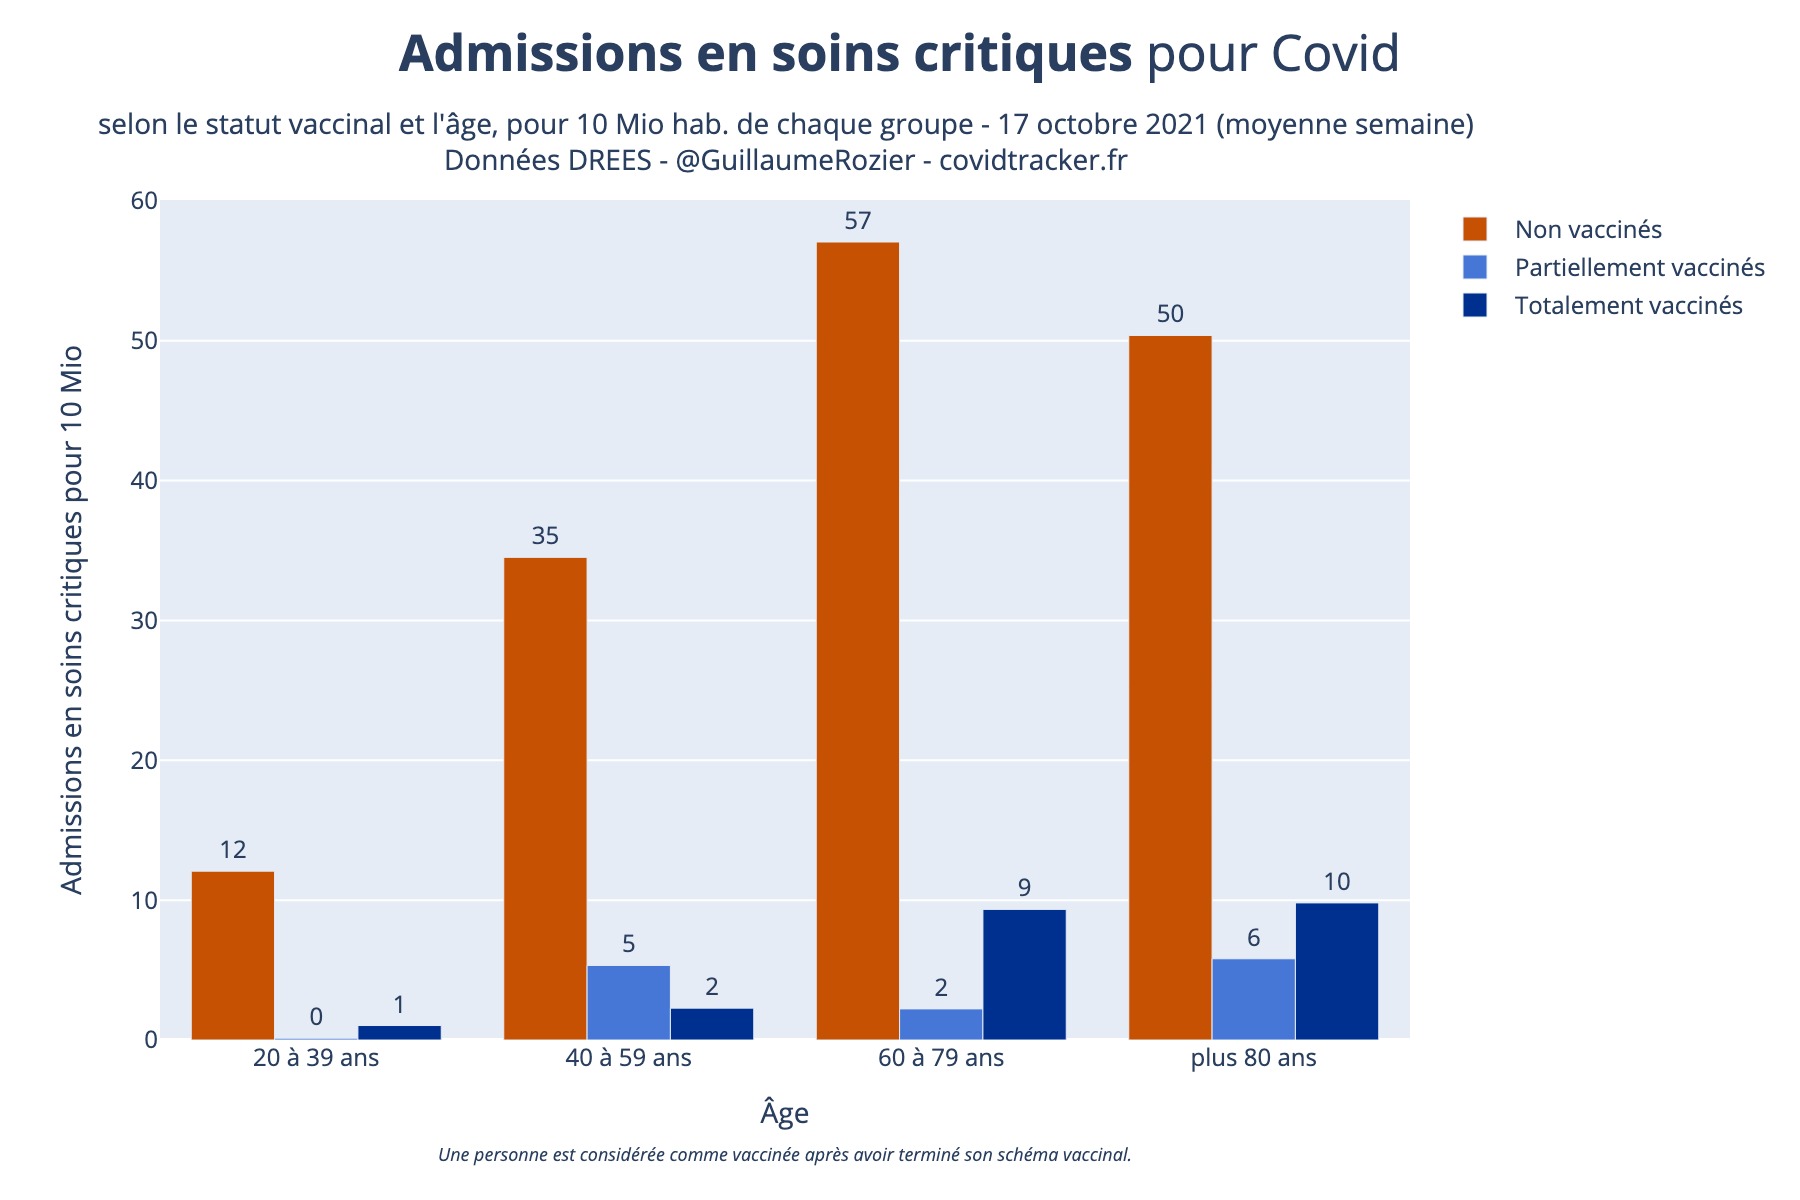 Admissions en soins critiques pour Covid
selon le statut vaccinal et l'âge, pour 10 Mio hab. de chaque groupe - 17 octobre 2021 (moyenne semaine)
Données DREES - @GuillaumeRozier - covidtracker.fr
Non vaccinés
Partiellement vaccinés
Totalement vaccinés
Admissions en soins critiques pour 10 Mio
60
50
40
30
20
10
0
12
0
1
35
5
2
57
2
9
50
6
10
20 à 39 ans
40 à 59 ans
60 à 79 ans
plus 80 ans
Âge
Une personne est considérée comme vaccinée après avoir terminé son schéma vaccinal.